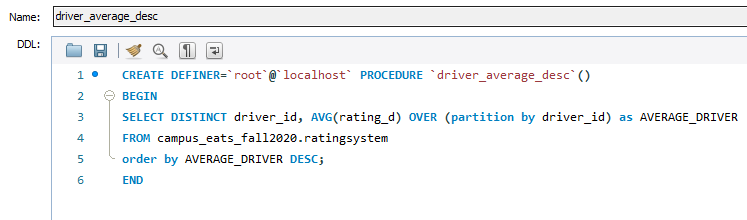 Name: driver_average_desc
DDL:
1 CREATE DEFINER=`root`@`localhost` PROCEDURE `driver_average_desc`()
2 BEGIN
3 SELECT DISTINCT driver_id, AVG(rating_d) OVER (partition by driver_id) as AVERAGE_DRIVER
4 FROM campus_eats_fall2020.ratingsystem
5 order by AVERAGE_DRIVER DESC;
6 END